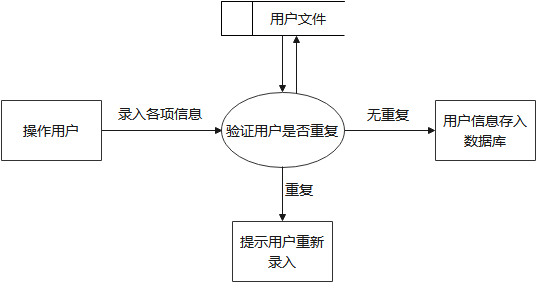 用户文件
录入各项信息
无重复
操作用户
验证用户是否重复
用户信息存入
数据库
重复
提示用户重新
录入